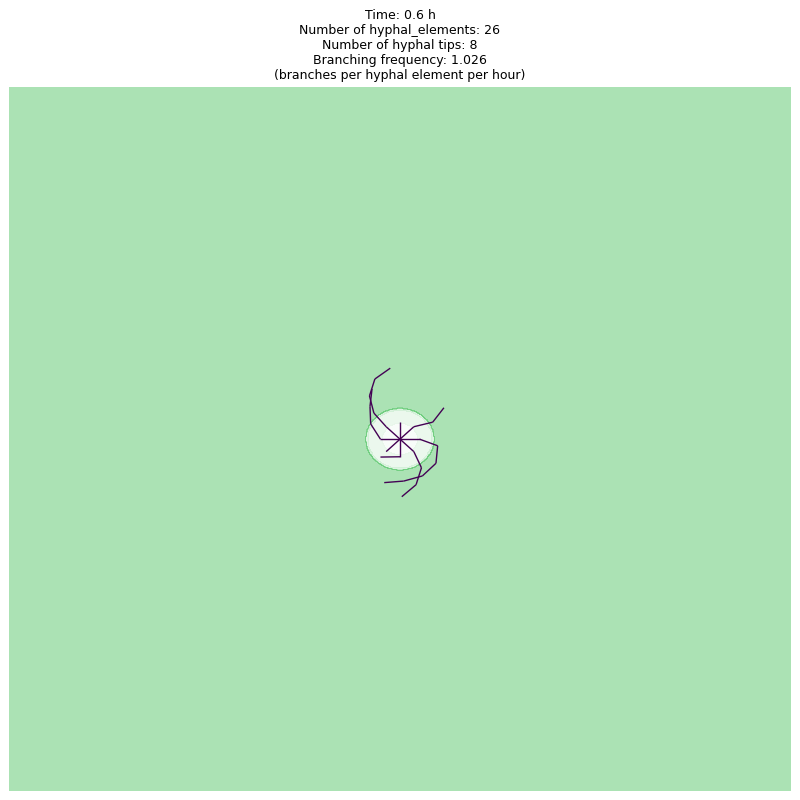 Time: 0.6 h
Number of hyphal_elements: 26
Number of hyphal tips: 8
Branching frequency: 1.026
(branches per hyphal element per hour)